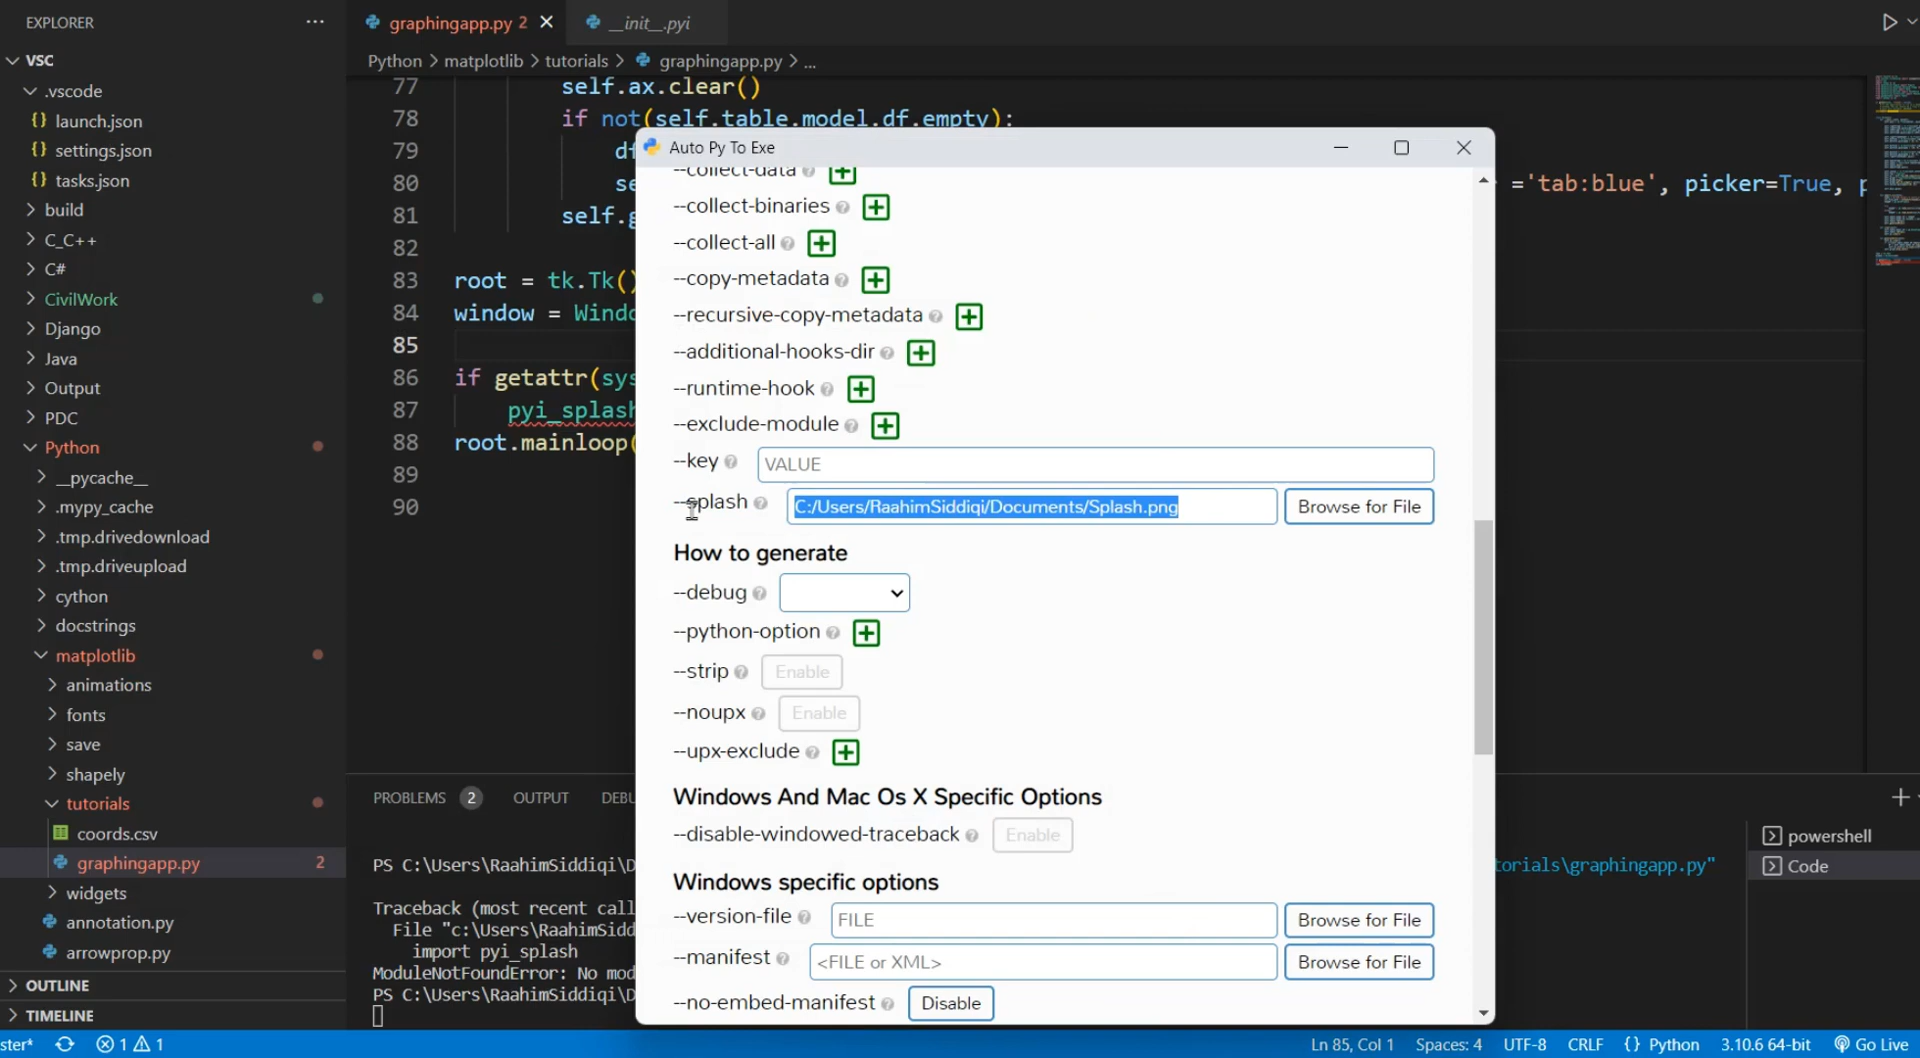 EXPLORER
VSC
.vscode
launch.json
settings.json
tasks.json
build
C_C++
C#
CivilWork
Django
Java
Output
PDC
Python
__pycache__
.mypy_cache
.tmp.drivedownload
.tmp.driveupload
cython
docstrings
matplotlib
animations
fonts
save
shapely
tutorials
coords.csv
graphingapp.py 2
widgets
annotation.py
arrowprop.py
OUTLINE
TIMELINE
graphingapp.py 2
__init__.pyi
Python > matplotlib > tutorials > graphingapp.py > ...
77 self.ax.clear()
78 if not(self.table.model.df.empty):
79 df
80 se ='tab:blue', picker=True, p
81 self.g
82
83 root = tk.Tk()
84 window = Windo
85
86 if getattr(sys
87 pyi_splash
88 root.mainloop(
89
90
Auto Py To Exe
--collect-data
--collect-binaries
--collect-all
--copy-metadata
--recursive-copy-metadata
--additional-hooks-dir
--runtime-hook
--exclude-module
--key VALUE
--splash C:/Users/RaahimSiddiqi/Documents/Splash.png Browse for File
How to generate
--debug
--python-option
--strip Enable
--noupx Enable
--upx-exclude
Windows And Mac Os X Specific Options
--disable-windowed-traceback Enable
Windows specific options
--version-file FILE Browse for File
--manifest <FILE or XML> Browse for File
--no-embed-manifest Disable
PROBLEMS 2 OUTPUT DEBU
PS C:\Users\RaahimSiddiqi\D torials\graphingapp.py"
Traceback (most recent call
File "c:\Users\RaahimSidd
import pyi_splash
ModuleNotFoundError: No mod
PS C:\Users\RaahimSiddiqi\D
powershell
Code
ster* 1 1 Ln 85, Col 1 Spaces: 4 UTF-8 CRLF {} Python 3.10.6 64-bit Go Live